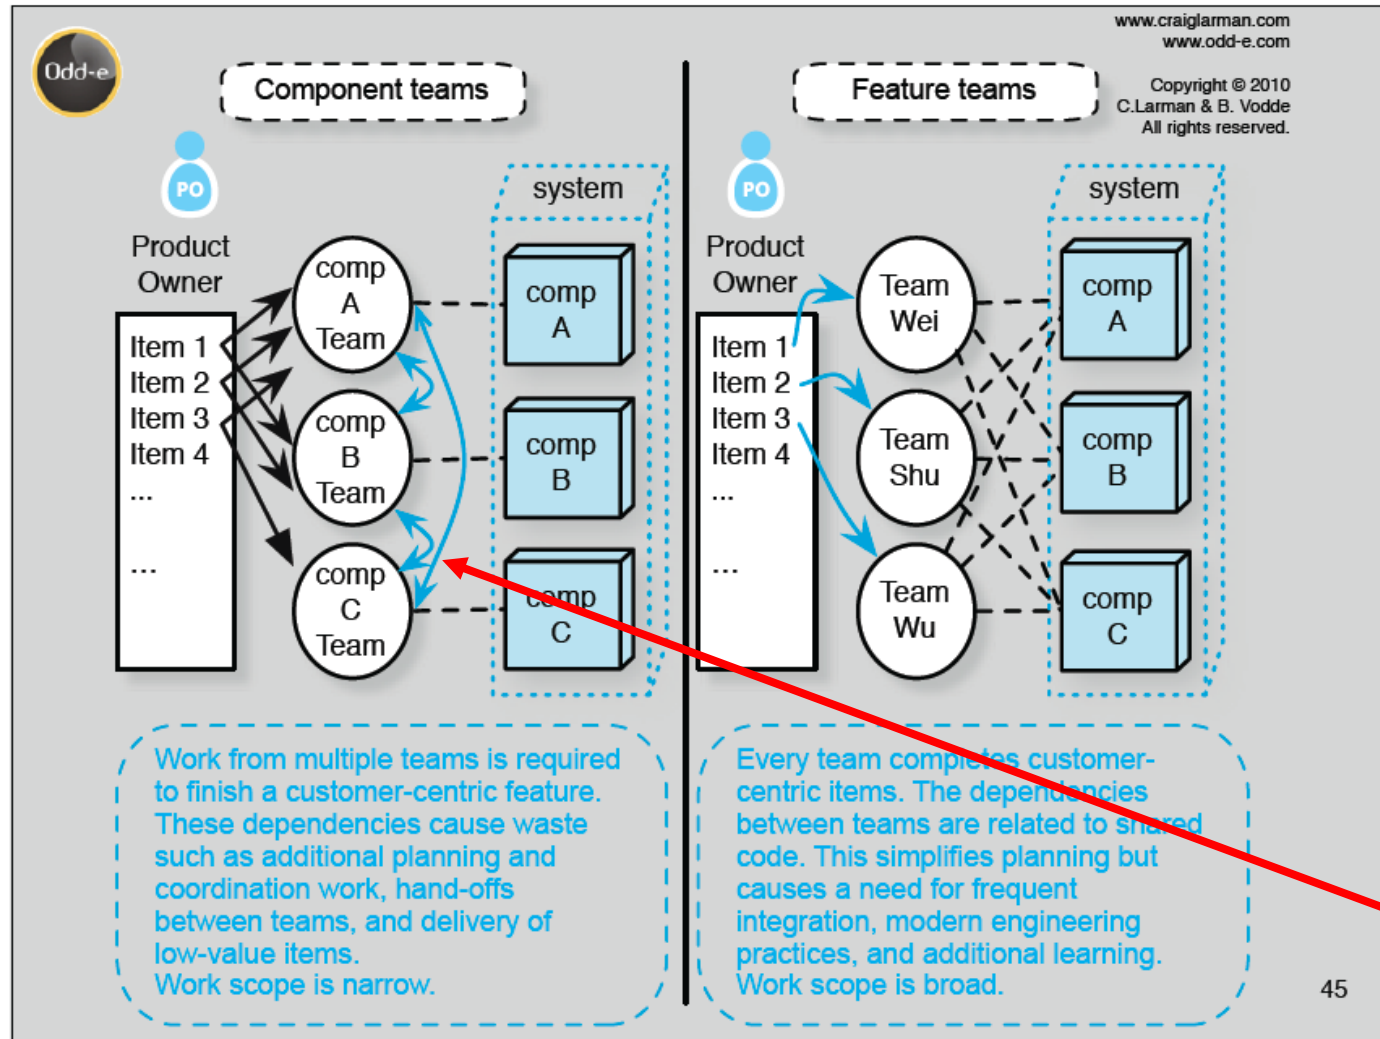 www.craiglarman.com
www.odd-e.com
Copyright © 2010
C.Larman & B. Vodde
All rights reserved.
Odd-e
Component teams
PO
Product
Owner
Item 1
Item 2
Item 3
Item 4
...
...
comp
A
Team
comp
B
Team
comp
C
Team
system
comp
A
comp
B
comp
C
Work from multiple teams is required
to finish a customer-centric feature.
These dependencies cause waste
such as additional planning and
coordination work, hand-offs
between teams, and delivery of
low-value items.
Work scope is narrow.
Feature teams
PO
Product
Owner
Item 1
Item 2
Item 3
Item 4
...
...
Team
Wei
Team
Shu
Team
Wu
system
comp
A
comp
B
comp
C
Every team completes customer-
centric items. The dependencies
between teams are related to shared
code. This simplifies planning but
causes a need for frequent
integration, modern engineering
practices, and additional learning.
Work scope is broad.
45